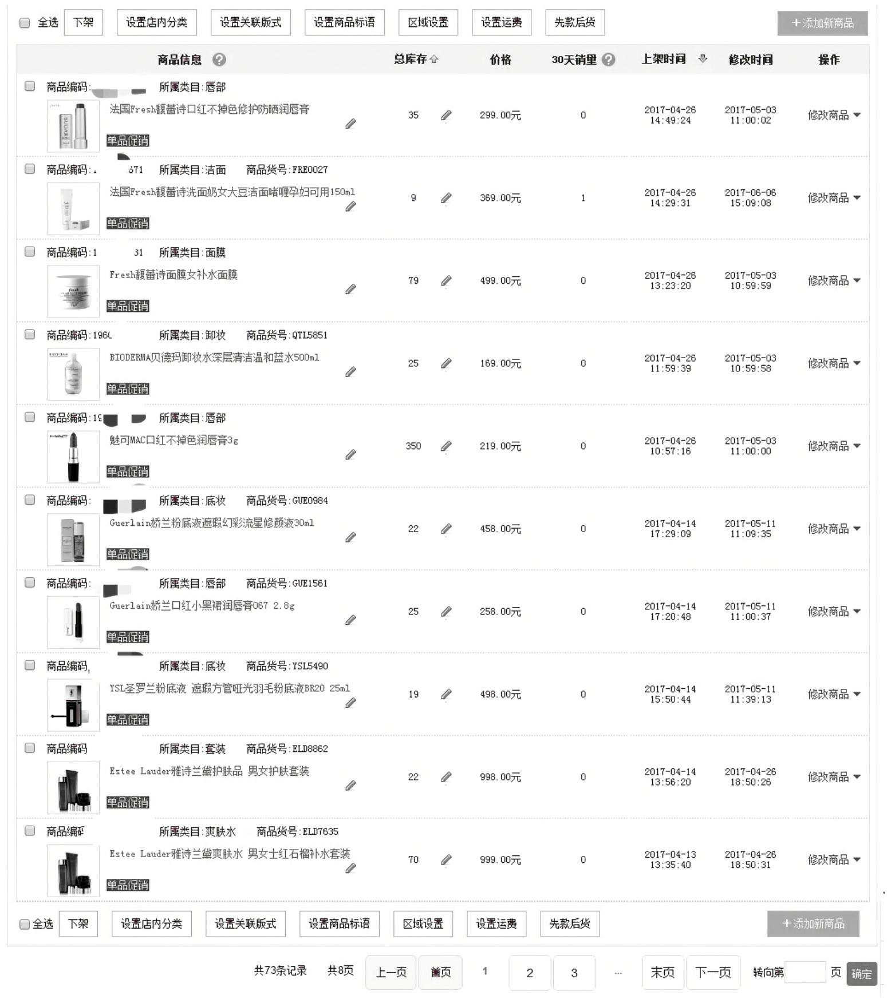 全选 下架 设置店内分类 设置关联版式 设置商品标语 区域设置 设置运费 先款后货 +添加新商品
商品信息 ? 总库存 价格 30天销量 ? 上架时间 修改时间 操作
商品编码: 所属类目:唇部
法国Fresh馥蕾诗口红不掉色修护防晒润唇膏
35 299.00元 0 2017-04-26 14:49:24 2017-05-03 11:00:02 修改商品
单品促销
商品编码: 671 所属类目:洁面 商品货号:FRE0027
法国Fresh馥蕾诗洗面奶女大豆洁面啫喱孕妇可用150ml
9 369.00元 1 2017-04-26 14:29:31 2017-06-06 15:09:08 修改商品
单品促销
商品编码:1 31 所属类目:面膜
Fresh馥蕾诗面膜女补水面膜
fresh
79 499.00元 0 2017-04-26 13:23:20 2017-05-03 10:59:59 修改商品
单品促销
商品编码:196 所属类目:卸妆 商品货号:QTL5851
BIODERMA贝德玛卸妆水深层清洁温和蓝水500ml
25 169.00元 0 2017-04-26 11:59:39 2017-05-03 10:59:58 修改商品
单品促销
商品编码:19 所属类目:唇部
魅可MAC口红不掉色润唇膏3g
350 219.00元 0 2017-04-26 10:57:16 2017-05-03 11:00:00 修改商品
单品促销
商品编码: 所属类目:底妆 商品货号:GUE0984
Guerlain娇兰粉底液遮瑕幻彩流星修颜液30ml
22 458.00元 0 2017-04-14 17:29:09 2017-05-11 11:09:35 修改商品
单品促销
商品编码: 所属类目:唇部 商品货号:GUE1561
Guerlain娇兰口红小黑裙润唇膏067 2.8g
25 258.00元 0 2017-04-14 17:20:48 2017-05-11 11:00:37 修改商品
单品促销
商品编码 所属类目:底妆 商品货号:YSL5490
YSL圣罗兰粉底液 遮瑕方管哑光羽毛粉底液BR20 25ml
19 498.00元 0 2017-04-14 15:50:44 2017-05-11 11:39:13 修改商品
单品促销
商品编码 所属类目:套装 商品货号:ELD8862
Estee Lauder雅诗兰黛护肤品 男女护肤套装
22 998.00元 0 2017-04-14 13:56:20 2017-04-26 18:50:26 修改商品
单品促销
商品编码 所属类目:爽肤水 商品货号:ELD7635
Estee Lauder雅诗兰黛爽肤水 男女士红石榴补水套装
70 999.00元 0 2017-04-13 13:35:40 2017-04-26 18:50:31 修改商品
单品促销
全选 下架 设置店内分类 设置关联版式 设置商品标语 区域设置 设置运费 先款后货 +添加新商品
共73条记录 共8页 上一页 首页 1 2 3 ... 末页 下一页 转向第 页 确定